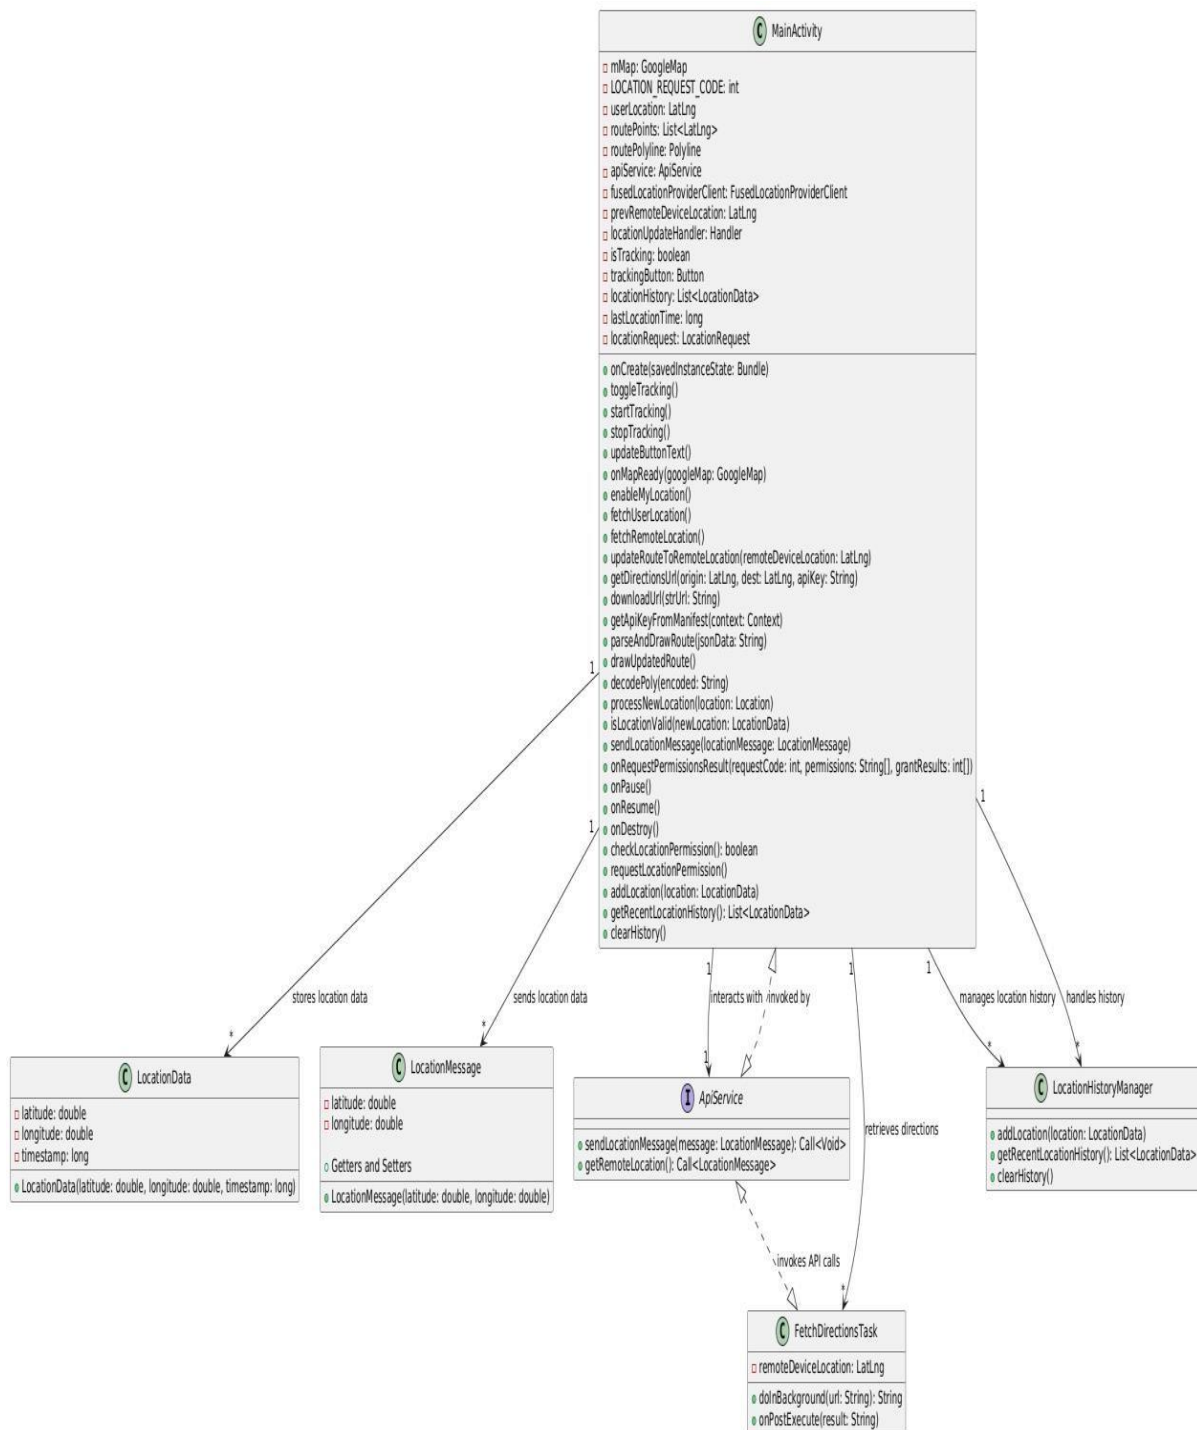 C MainActivity
mMap: GoogleMap
LOCATION_REQUEST_CODE: int
userLocation: LatLng
routePoints: List<LatLng>
routePolyline: Polyline
apiService: ApiService
fusedLocationProviderClient: FusedLocationProviderClient
prevRemoteDeviceLocation: LatLng
locationUpdateHandler: Handler
isTracking: boolean
trackingButton: Button
locationHistory: List<LocationData>
lastLocationTime: long
locationRequest: LocationRequest
onCreate(savedInstanceState: Bundle)
toggleTracking()
startTracking()
stopTracking()
updateButtonText()
onMapReady(googleMap: GoogleMap)
enableMyLocation()
fetchUserLocation()
fetchRemoteLocation()
updateRouteToRemoteLocation(remoteDeviceLocation: LatLng)
getDirectionsUrl(origin: LatLng, dest: LatLng, apiKey: String)
downloadUrl(strUrl: String)
getApiKeyFromManifest(context: Context)
parseAndDrawRoute(jsonData: String)
drawUpdatedRoute()
decodePoly(encoded: String)
processNewLocation(location: Location)
isLocationValid(newLocation: LocationData)
sendLocationMessage(locationMessage: LocationMessage)
onRequestPermissionsResult(requestCode: int, permissions: String[], grantResults: int[])
onPause()
onResume()
onDestroy()
checkLocationPermission(): boolean
requestLocationPermission()
addLocation(location: LocationData)
getRecentLocationHistory(): List<LocationData>
clearHistory()
1
1
1
1
1
1
stores location data
sends location data
interacts with
invoked by
manages location history
handles history
*
*
1
*
*
C LocationData
latitude: double
longitude: double
timestamp: long
LocationData(latitude: double, longitude: double, timestamp: long)
C LocationMessage
latitude: double
longitude: double
Getters and Setters
LocationMessage(latitude: double, longitude: double)
I ApiService
sendLocationMessage(message: LocationMessage): Call<Void>
getRemoteLocation(): Call<LocationMessage>
retrieves directions
C LocationHistoryManager
addLocation(location: LocationData)
getRecentLocationHistory(): List<LocationData>
clearHistory()
invokes API calls
*
C FetchDirectionsTask
remoteDeviceLocation: LatLng
doInBackground(url: String): String
onPostExecute(result: String)